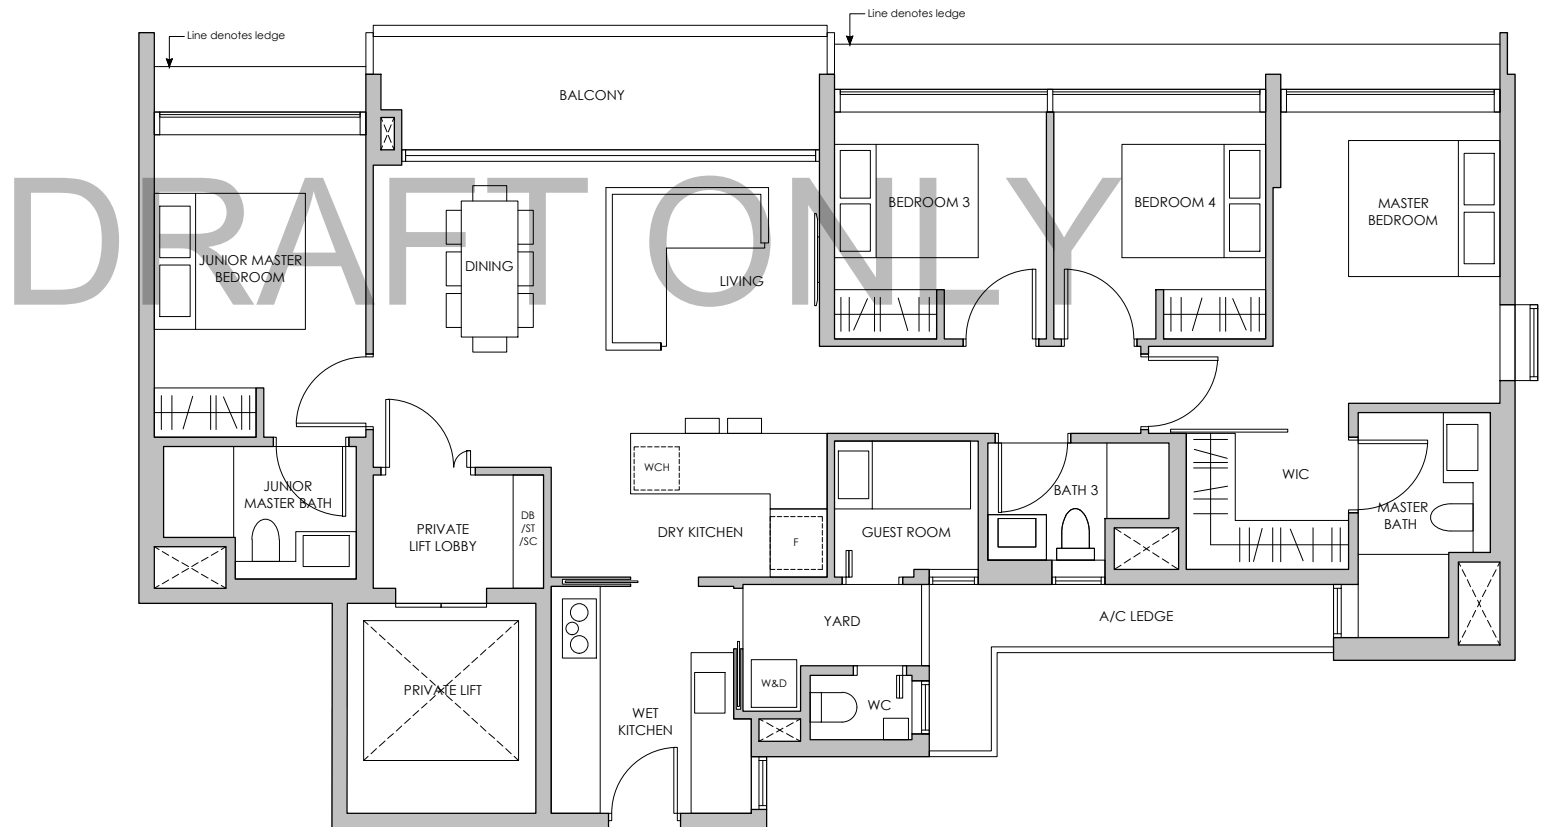 Line denotes ledge
Line denotes ledge
BALCONY
DRAFT ONLY
JUNIOR MASTER
BEDROOM
DINING
LIVING
BEDROOM 3
BEDROOM 4
MASTER
BEDROOM
JUNIOR
MASTER BATH
PRIVATE
LIFT LOBBY
DB
/ST
/SC
WCH
DRY KITCHEN
F
GUEST ROOM
BATH 3
WIC
MASTER
BATH
YARD
A/C LEDGE
PRIVATE LIFT
WET
KITCHEN
W&D
WC